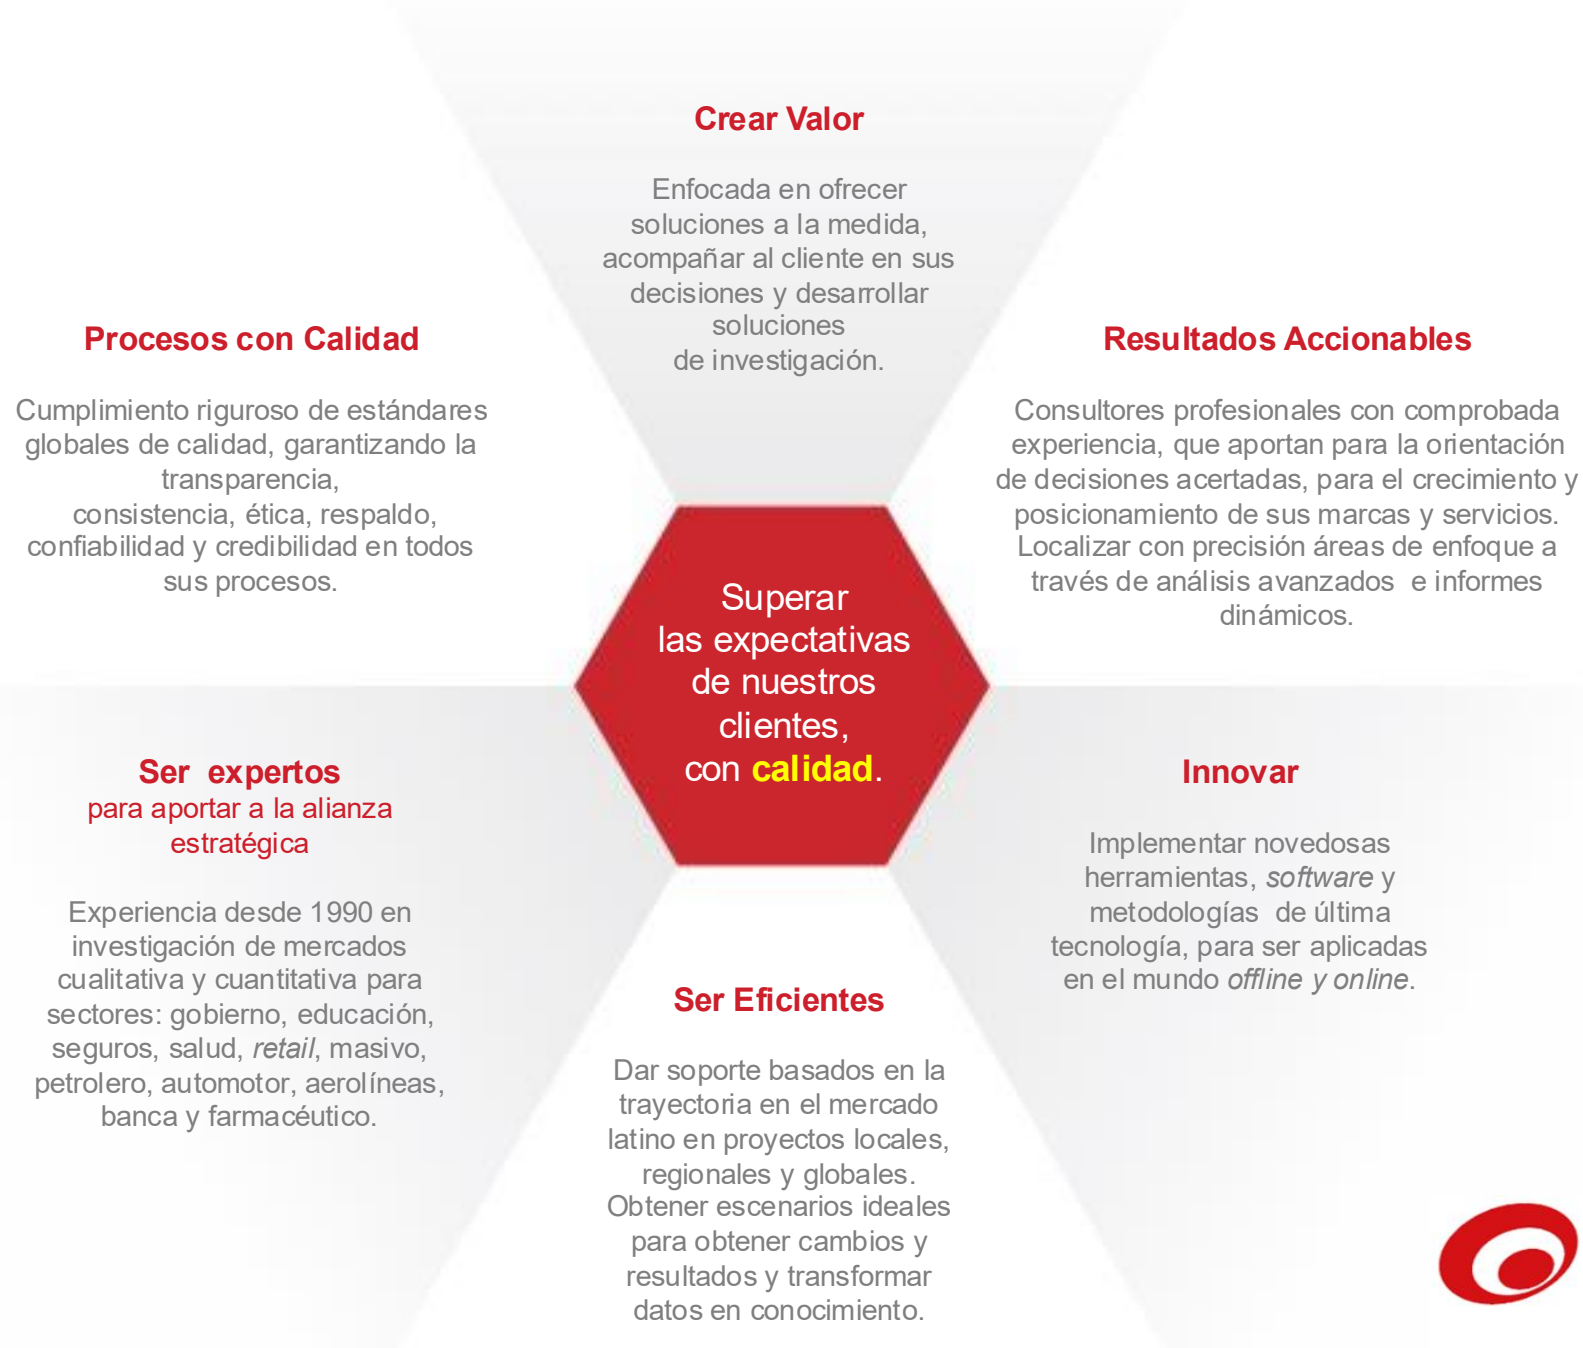 Crear Valor
Enfocada en ofrecer
soluciones a la medida,
acompañar al cliente en sus
decisiones y desarrollar
soluciones
de investigación.
Procesos con Calidad
Cumplimiento riguroso de estándares
globales de calidad, garantizando la
transparencia,
consistencia, ética, respaldo,
confiabilidad y credibilidad en todos
sus procesos.
Resultados Accionables
Consultores profesionales con comprobada
experiencia, que aportan para la orientación
de decisiones acertadas, para el crecimiento y
posicionamiento de sus marcas y servicios.
Localizar con precisión áreas de enfoque a
través de análisis avanzados e informes
dinámicos.
Superar
las expectativas
de nuestros
clientes,
con calidad.
Ser expertos
para aportar a la alianza
estratégica
Experiencia desde 1990 en
investigación de mercados
cualitativa y cuantitativa para
sectores: gobierno, educación,
seguros, salud, retail, masivo,
petrolero, automotor, aerolíneas,
banca y farmacéutico.
Innovar
Implementar novedosas
herramientas, software y
metodologías de última
tecnología, para ser aplicadas
en el mundo offline y online.
Ser Eficientes
Dar soporte basados en la
trayectoria en el mercado
latino en proyectos locales,
regionales y globales.
Obtener escenarios ideales
para obtener cambios y
resultados y transformar
datos en conocimiento.